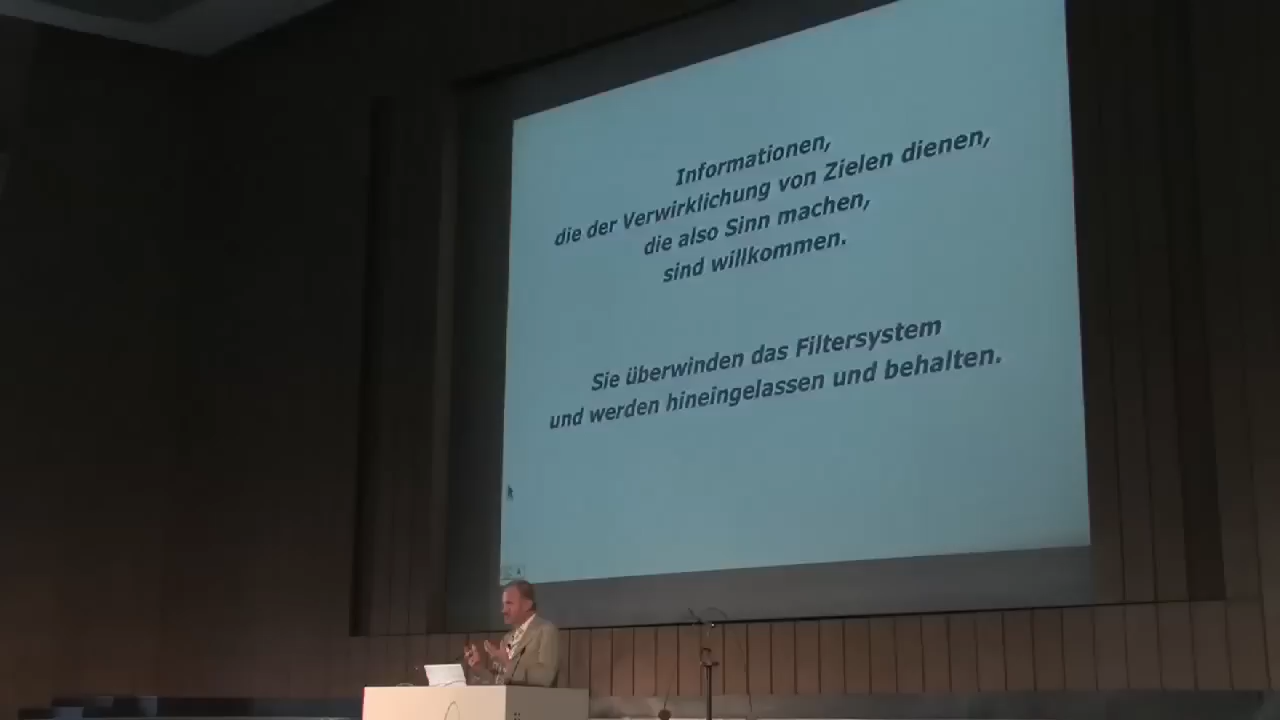 Informationen,
die der Verwirklichung von Zielen dienen,
die also Sinn machen,
sind willkommen.
Sie überwinden das Filtersystem
und werden hineingelassen und behalten.